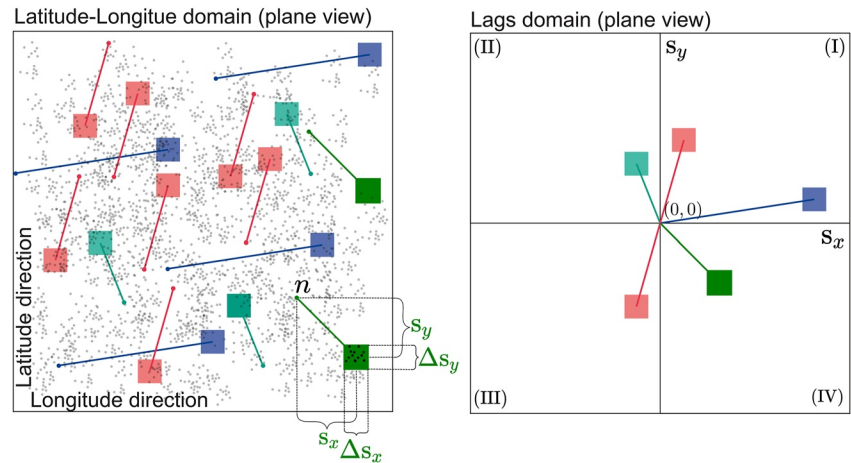 Latitude-Longitue domain (plane view)
Lags domain (plane view)
(II)
s_y
(I)
(0, 0)
s_x
Latitude direction
n
s_y
Δs_y
(III)
(IV)
Longitude direction
s_x
Δs_x